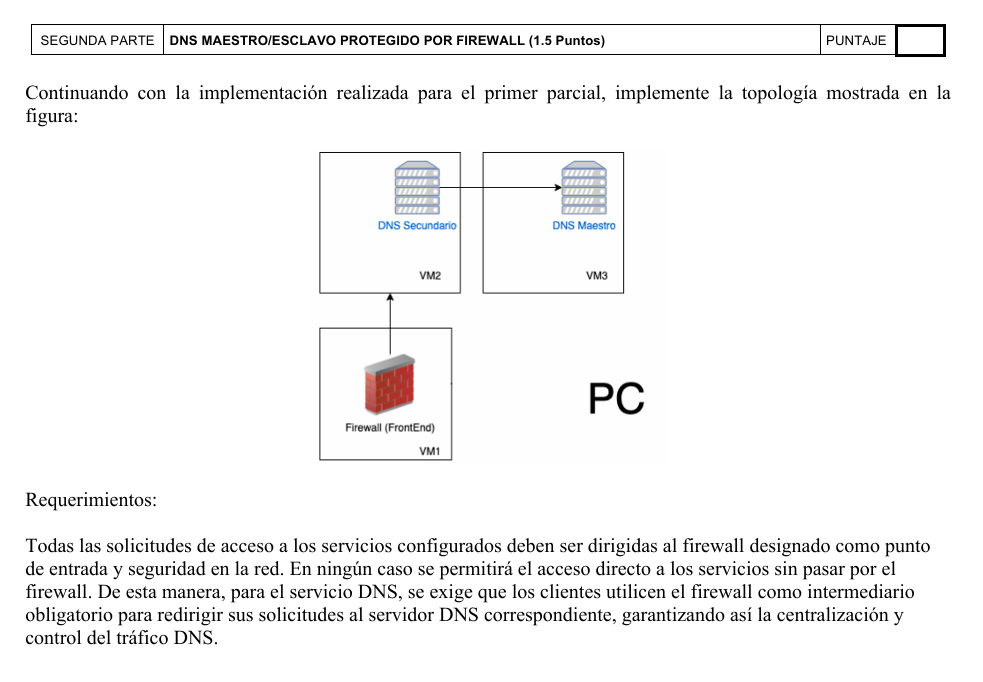 SEGUNDA PARTE DNS MAESTRO/ESCLAVO PROTEGIDO POR FIREWALL (1.5 Puntos) PUNTAJE
Continuando con la implementación realizada para el primer parcial, implemente la topología mostrada en la
figura:
DNS Secundario
DNS Maestro
VM2
VM3
PC
Firewall (FrontEnd)
VM1
Requerimientos:
Todas las solicitudes de acceso a los servicios configurados deben ser dirigidas al firewall designado como punto
de entrada y seguridad en la red. En ningún caso se permitirá el acceso directo a los servicios sin pasar por el
firewall. De esta manera, para el servicio DNS, se exige que los clientes utilicen el firewall como intermediario
obligatorio para redirigir sus solicitudes al servidor DNS correspondiente, garantizando así la centralización y
control del tráfico DNS.